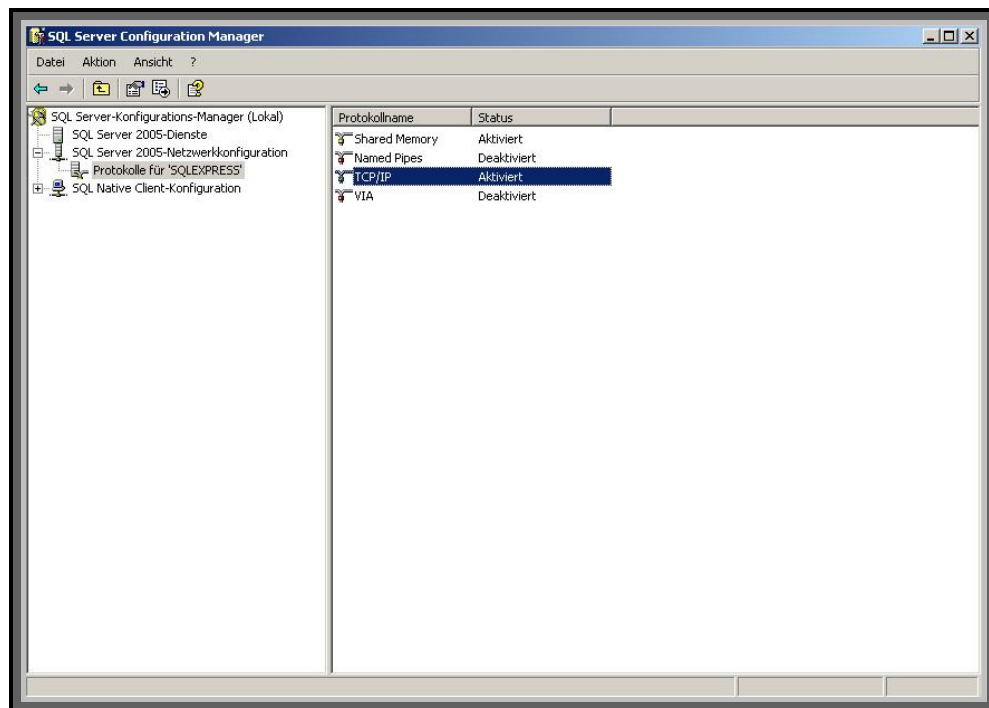 SQL Server Configuration Manager
Datei Aktion Ansicht ?
SQL Server-Konfigurations-Manager (Lokal)
SQL Server 2005-Dienste
SQL Server 2005-Netzwerkkonfiguration
Protokolle für 'SQLEXPRESS'
SQL Native Client-Konfiguration
Protokollname Status
Shared Memory Aktiviert
Named Pipes Deaktiviert
TCP/IP Aktiviert
VIA Deaktiviert